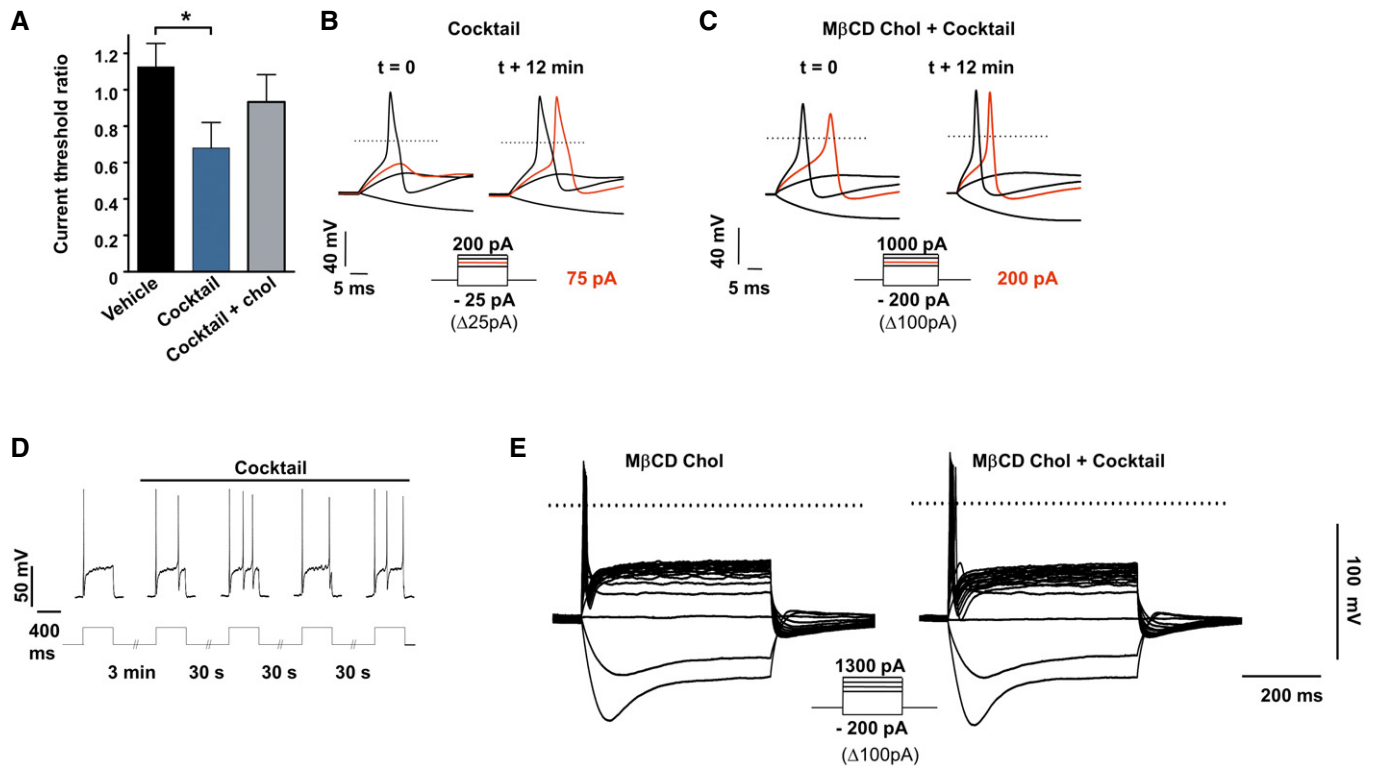 A
Current threshold ratio
1.2
1.0
0.8
0.6
0.4
0.2
0
*
Vehicle
Cocktail
Cocktail + chol
B
Cocktail
t = 0
t + 12 min
40 mV
5 ms
200 pA
- 25 pA
(Δ25pA)
75 pA
C
MβCD Chol + Cocktail
t = 0
t + 12 min
40 mV
5 ms
1000 pA
- 200 pA
(Δ100pA)
200 pA
D
Cocktail
50 mV
400
ms
3 min
30 s
30 s
30 s
E
MβCD Chol
MβCD Chol + Cocktail
1300 pA
- 200 pA
(Δ100pA)
100 mV
200 ms